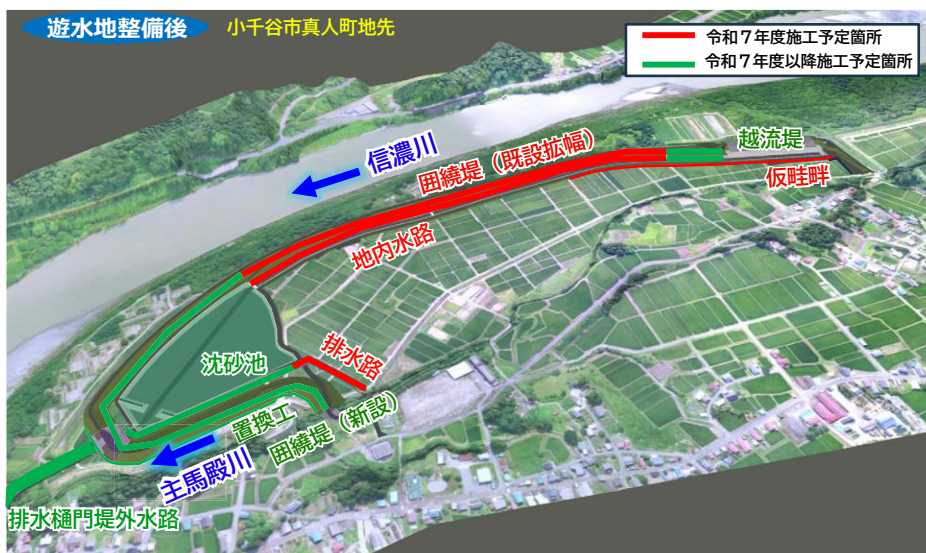 遊水地整備後
小千谷市真人町地先
令和７年度施工予定箇所
令和７年度以降施工予定箇所
越流堤
信濃川
囲繞堤（既設拡幅）
仮畦畔
地内水路
排水路
沈砂池
置換工
囲繞堤（新設）
主馬殿川
排水樋門堤外水路